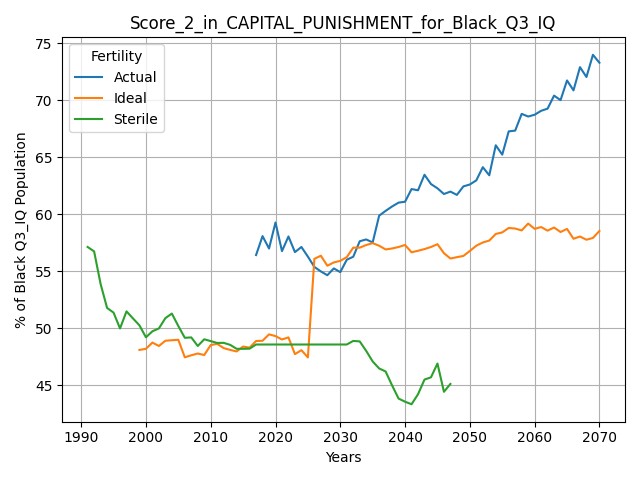 Score_2_in_CAPITAL_PUNISHMENT_for_Black_Q3_IQ
Fertility
Actual
Ideal
Sterile
% of Black Q3_IQ Population
75
70
65
60
55
50
45
1990 2000 2010 2020 2030 2040 2050 2060 2070
Years